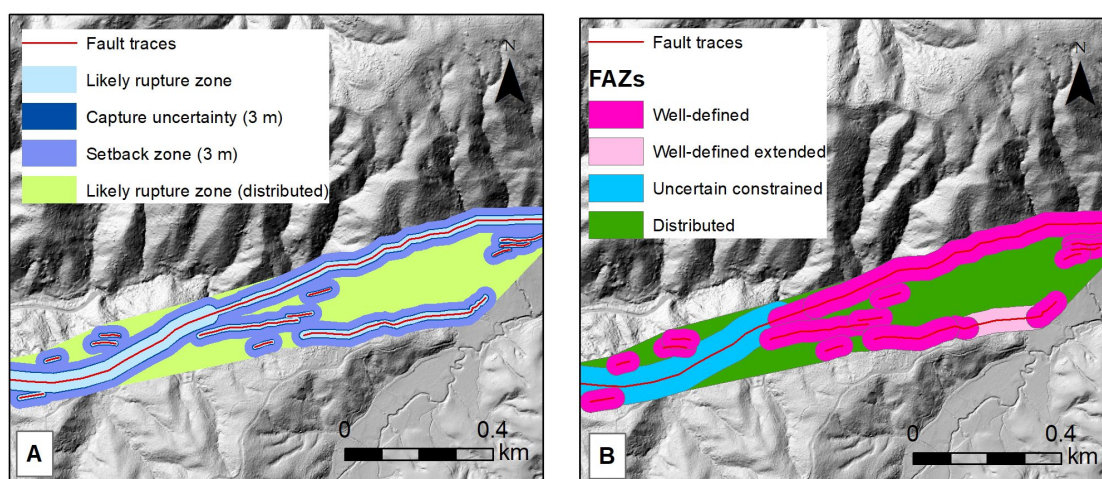 Fault traces
Likely rupture zone
Capture uncertainty (3 m)
Setback zone (3 m)
Likely rupture zone (distributed)
N
0 0.4
km
A
Fault traces
FAZs
Well-defined
Well-defined extended
Uncertain constrained
Distributed
N
0 0.4
km
B